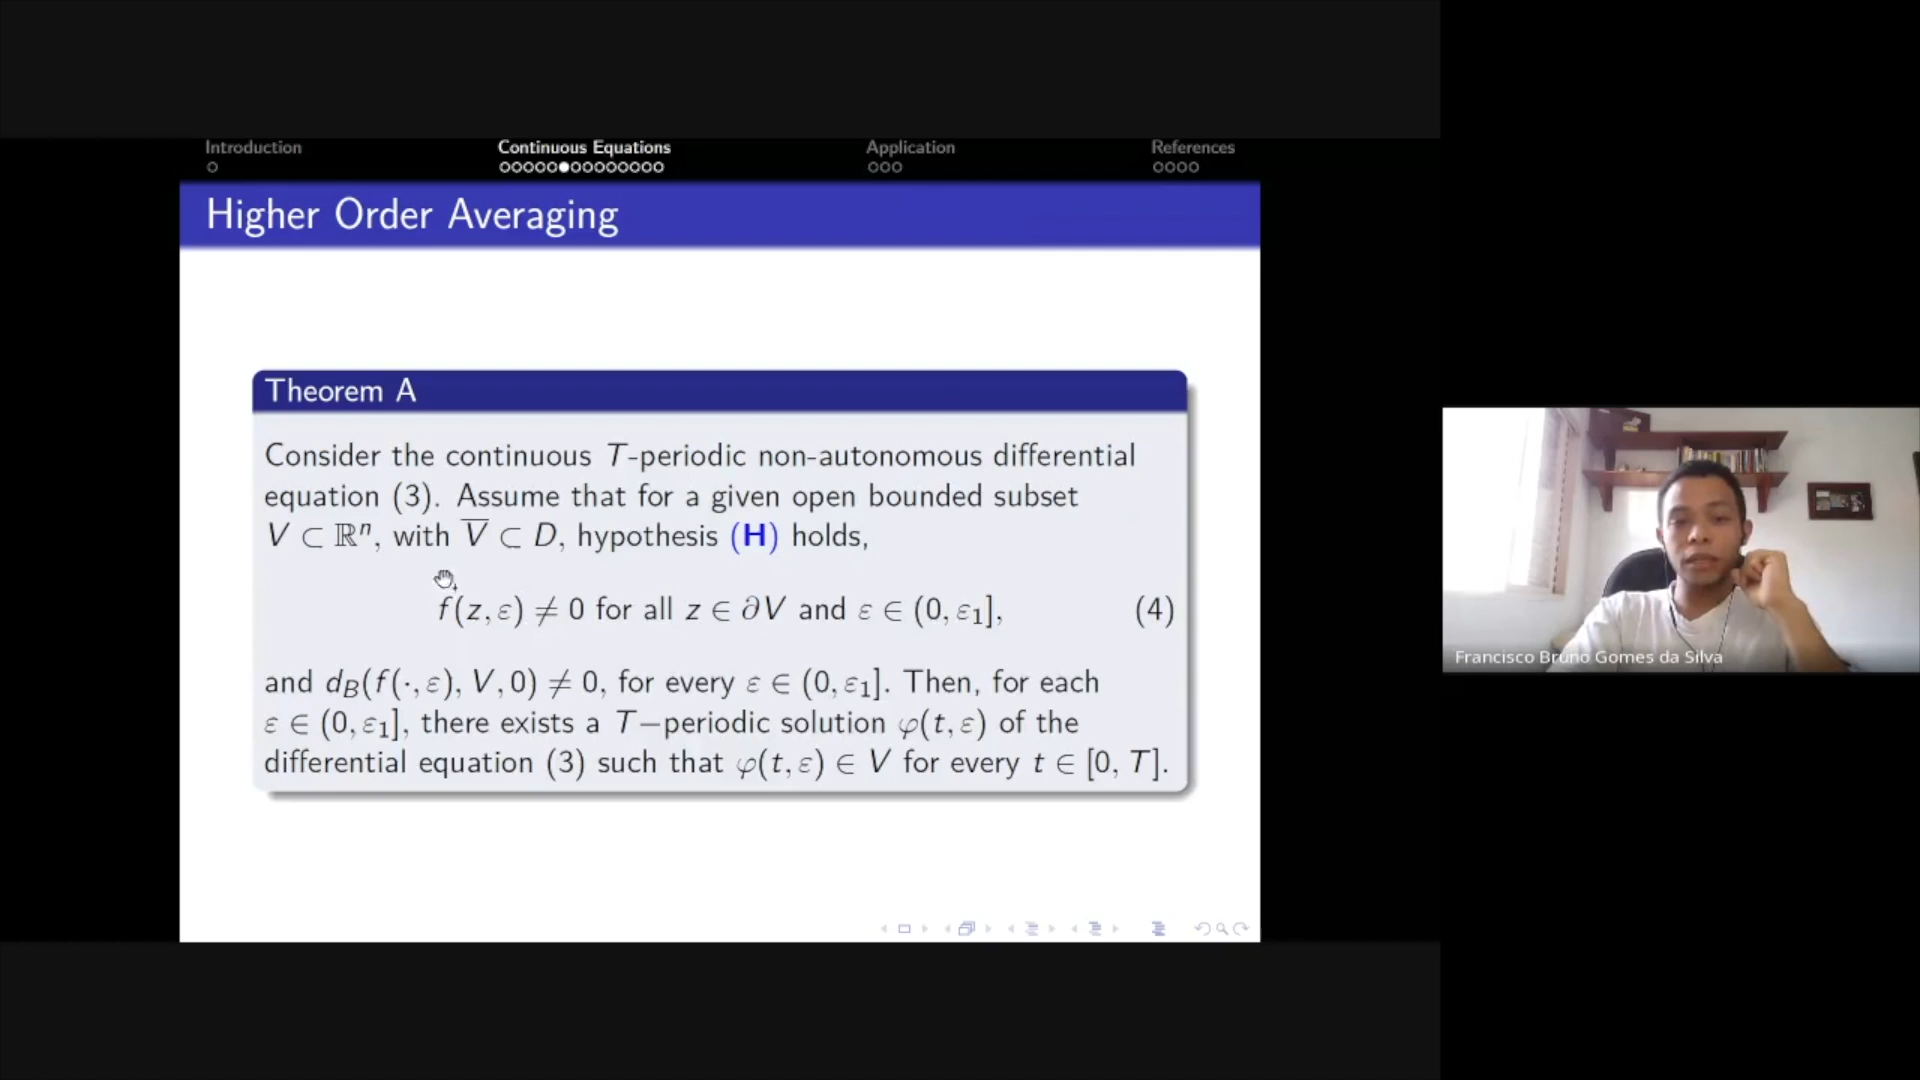 Introduction
Continuous Equations
Application
References
Higher Order Averaging
Theorem A
Consider the continuous T-periodic non-autonomous differential
equation (3). Assume that for a given open bounded subset
V ⊂ ℝⁿ, with V̅ ⊂ D, hypothesis (H) holds,
f(z, ε) ≠ 0 for all z ∈ ∂V and ε ∈ (0, ε₁], (4)
and d_B(f(·, ε), V, 0) ≠ 0, for every ε ∈ (0, ε₁]. Then, for each
ε ∈ (0, ε₁], there exists a T−periodic solution φ(t, ε) of the
differential equation (3) such that φ(t, ε) ∈ V for every t ∈ [0, T].
Francisco Bruno Gomes da Silva